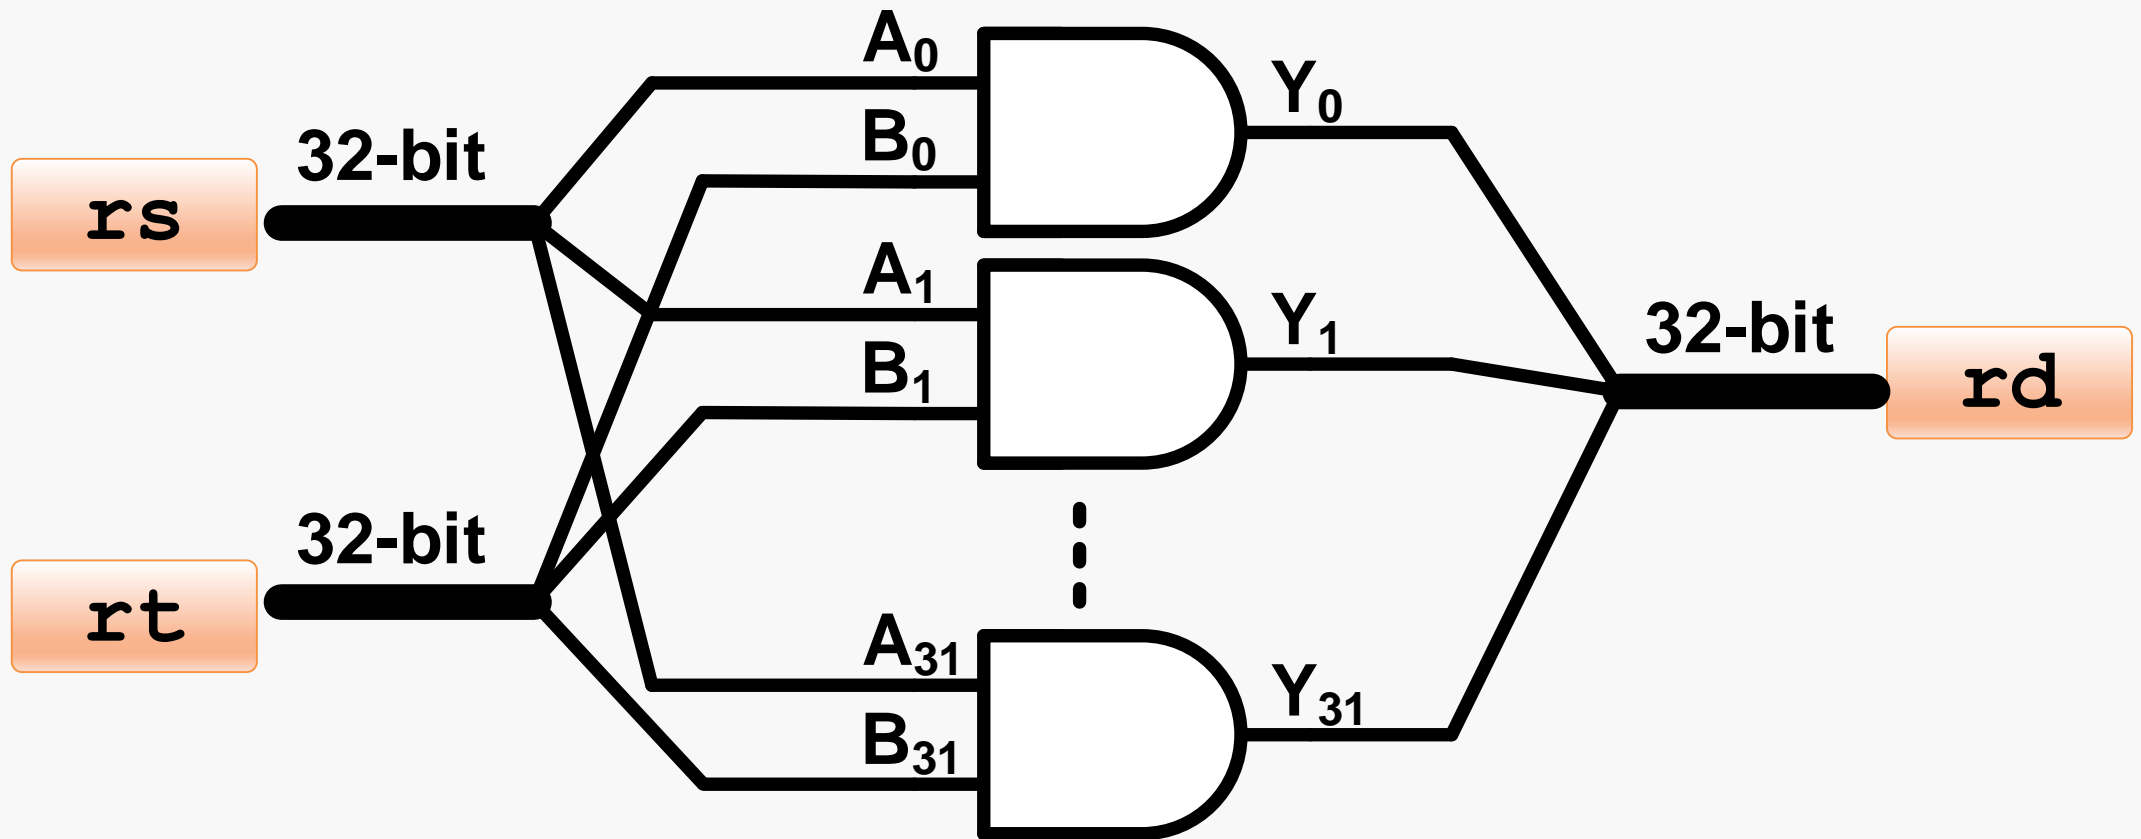 A₀
32-bit
B₀
Y₀
rs
A₁
Y₁
32-bit
B₁
rd
32-bit
rt
A₃₁
Y₃₁
B₃₁